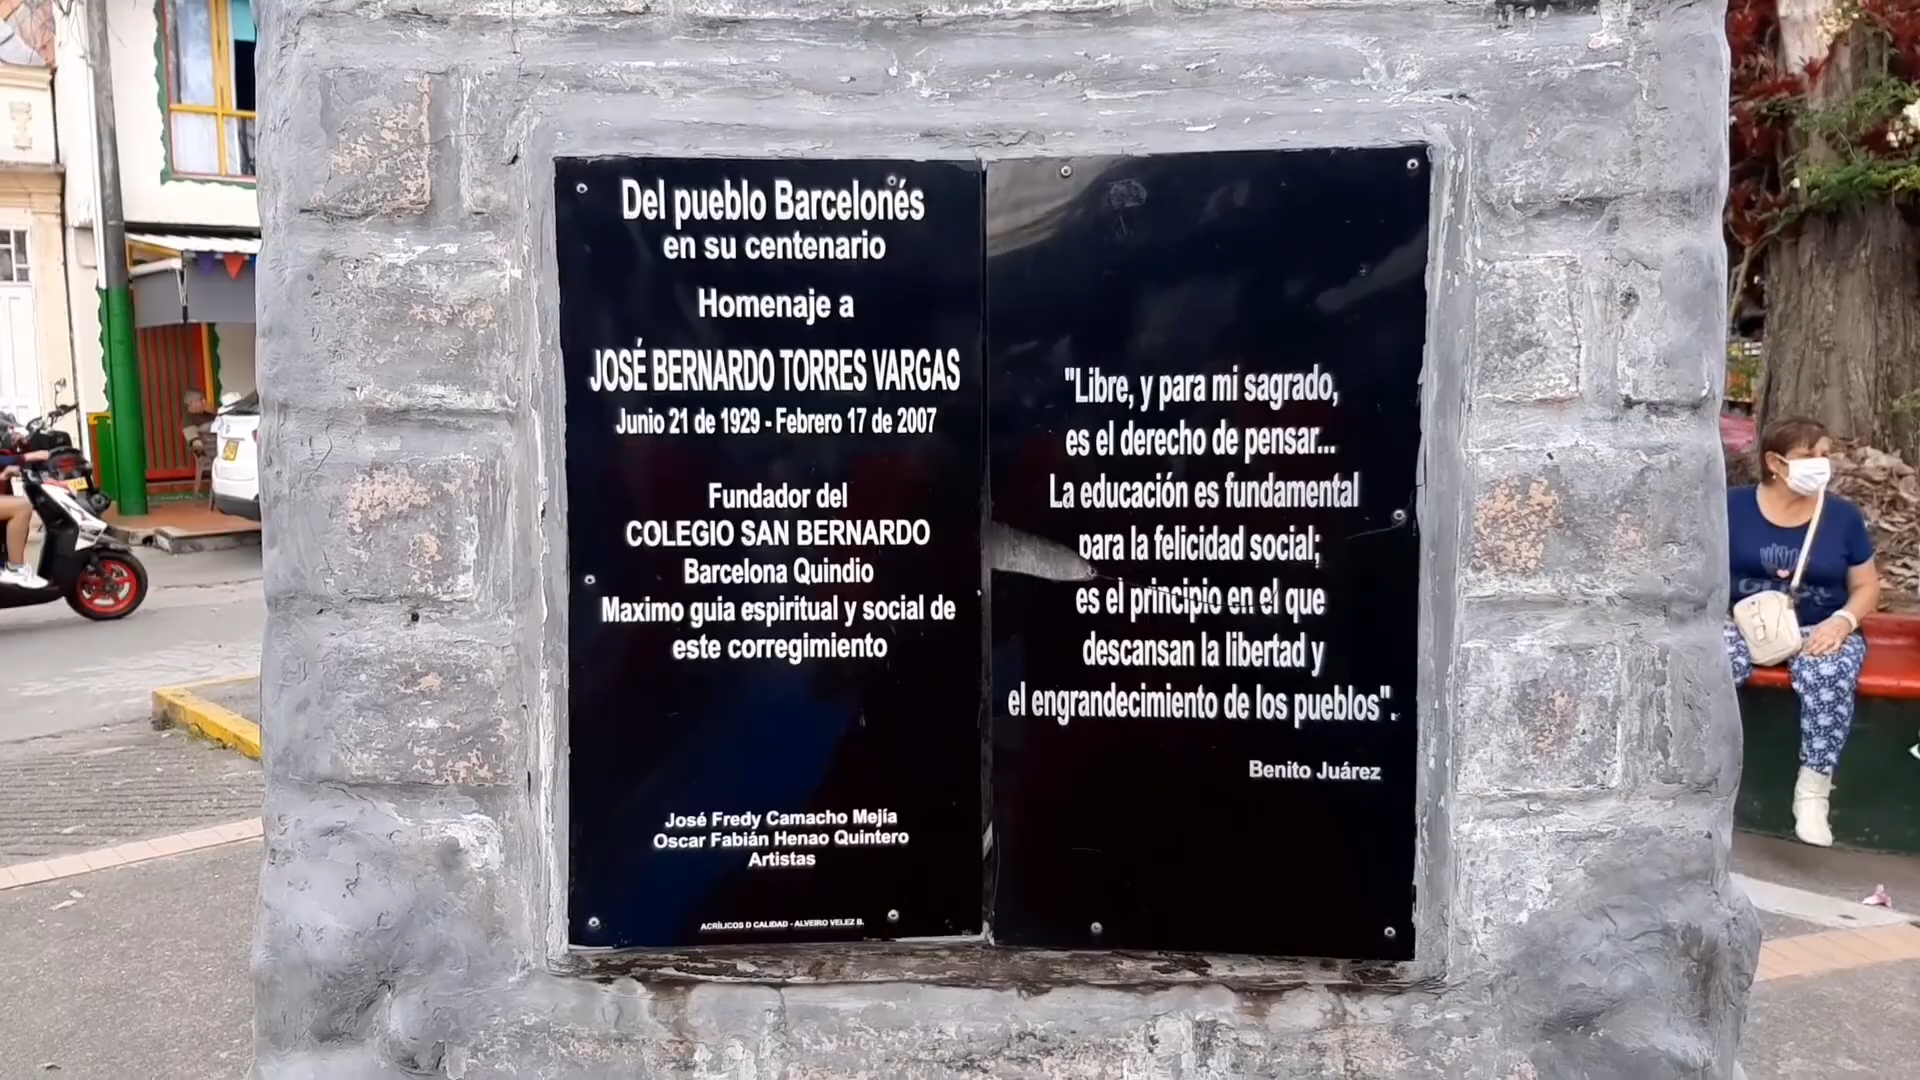 Del pueblo Barcelonés
en su centenario
Homenaje a
JOSÉ BERNARDO TORRES VARGAS
Junio 21 de 1929 - Febrero 17 de 2007
Fundador del
COLEGIO SAN BERNARDO
Barcelona Quindio
Maximo guia espiritual y social de
este corregimiento
José Fredy Camacho Mejía
Oscar Fabián Henao Quintero
Artistas
ACRÍLICOS D CALIDAD - ALVEIRO VELEZ B.
"Libre, y para mi sagrado,
es el derecho de pensar...
La educación es fundamental
para la felicidad social;
es el principio en el que
descansan la libertad y
el engrandecimiento de los pueblos".
Benito Juárez